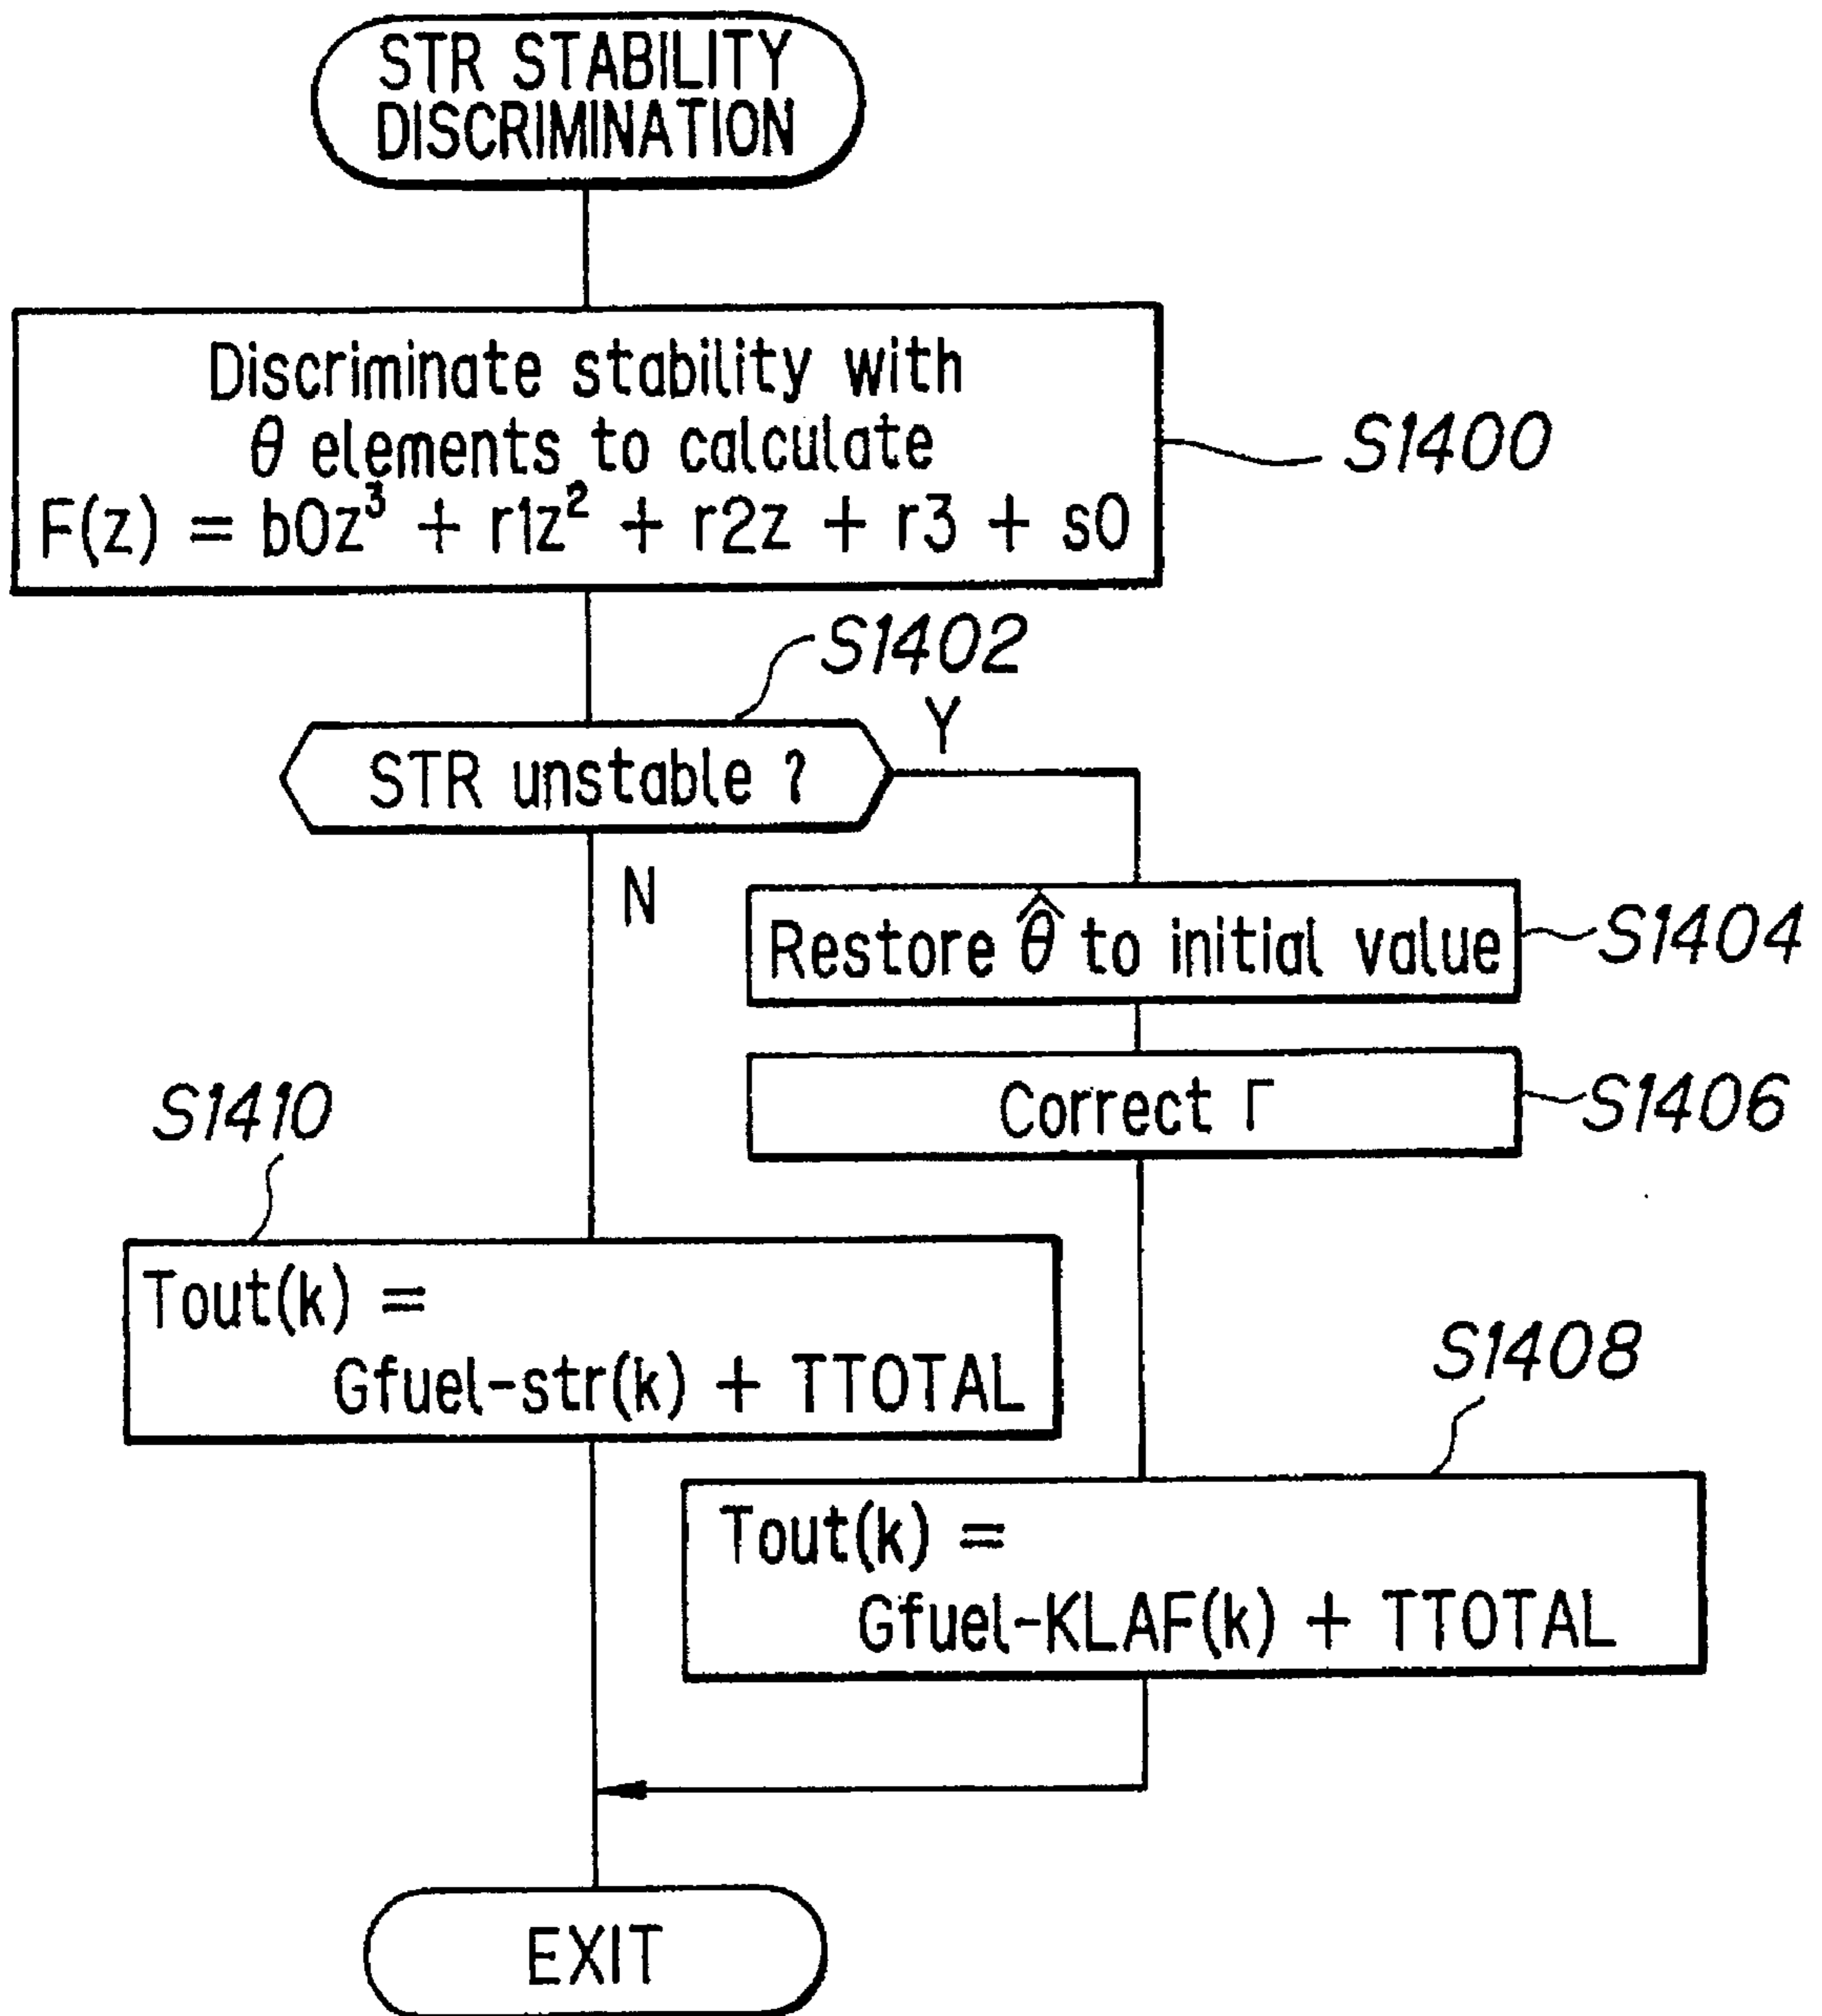 STR STABILITY
DISCRIMINATION
Discriminate stability with
θ elements to calculate
F(z) = b0z³ + r1z² + r2z + r3 + s0
S1400
S1402
STR unstable ?
Y
N
Restore θ̂ to initial value
S1404
Correct Γ
S1406
S1410
Tout(k) =
Gfuel-str(k) + TTOTAL
S1408
Tout(k) =
Gfuel-KLAF(k) + TTOTAL
EXIT